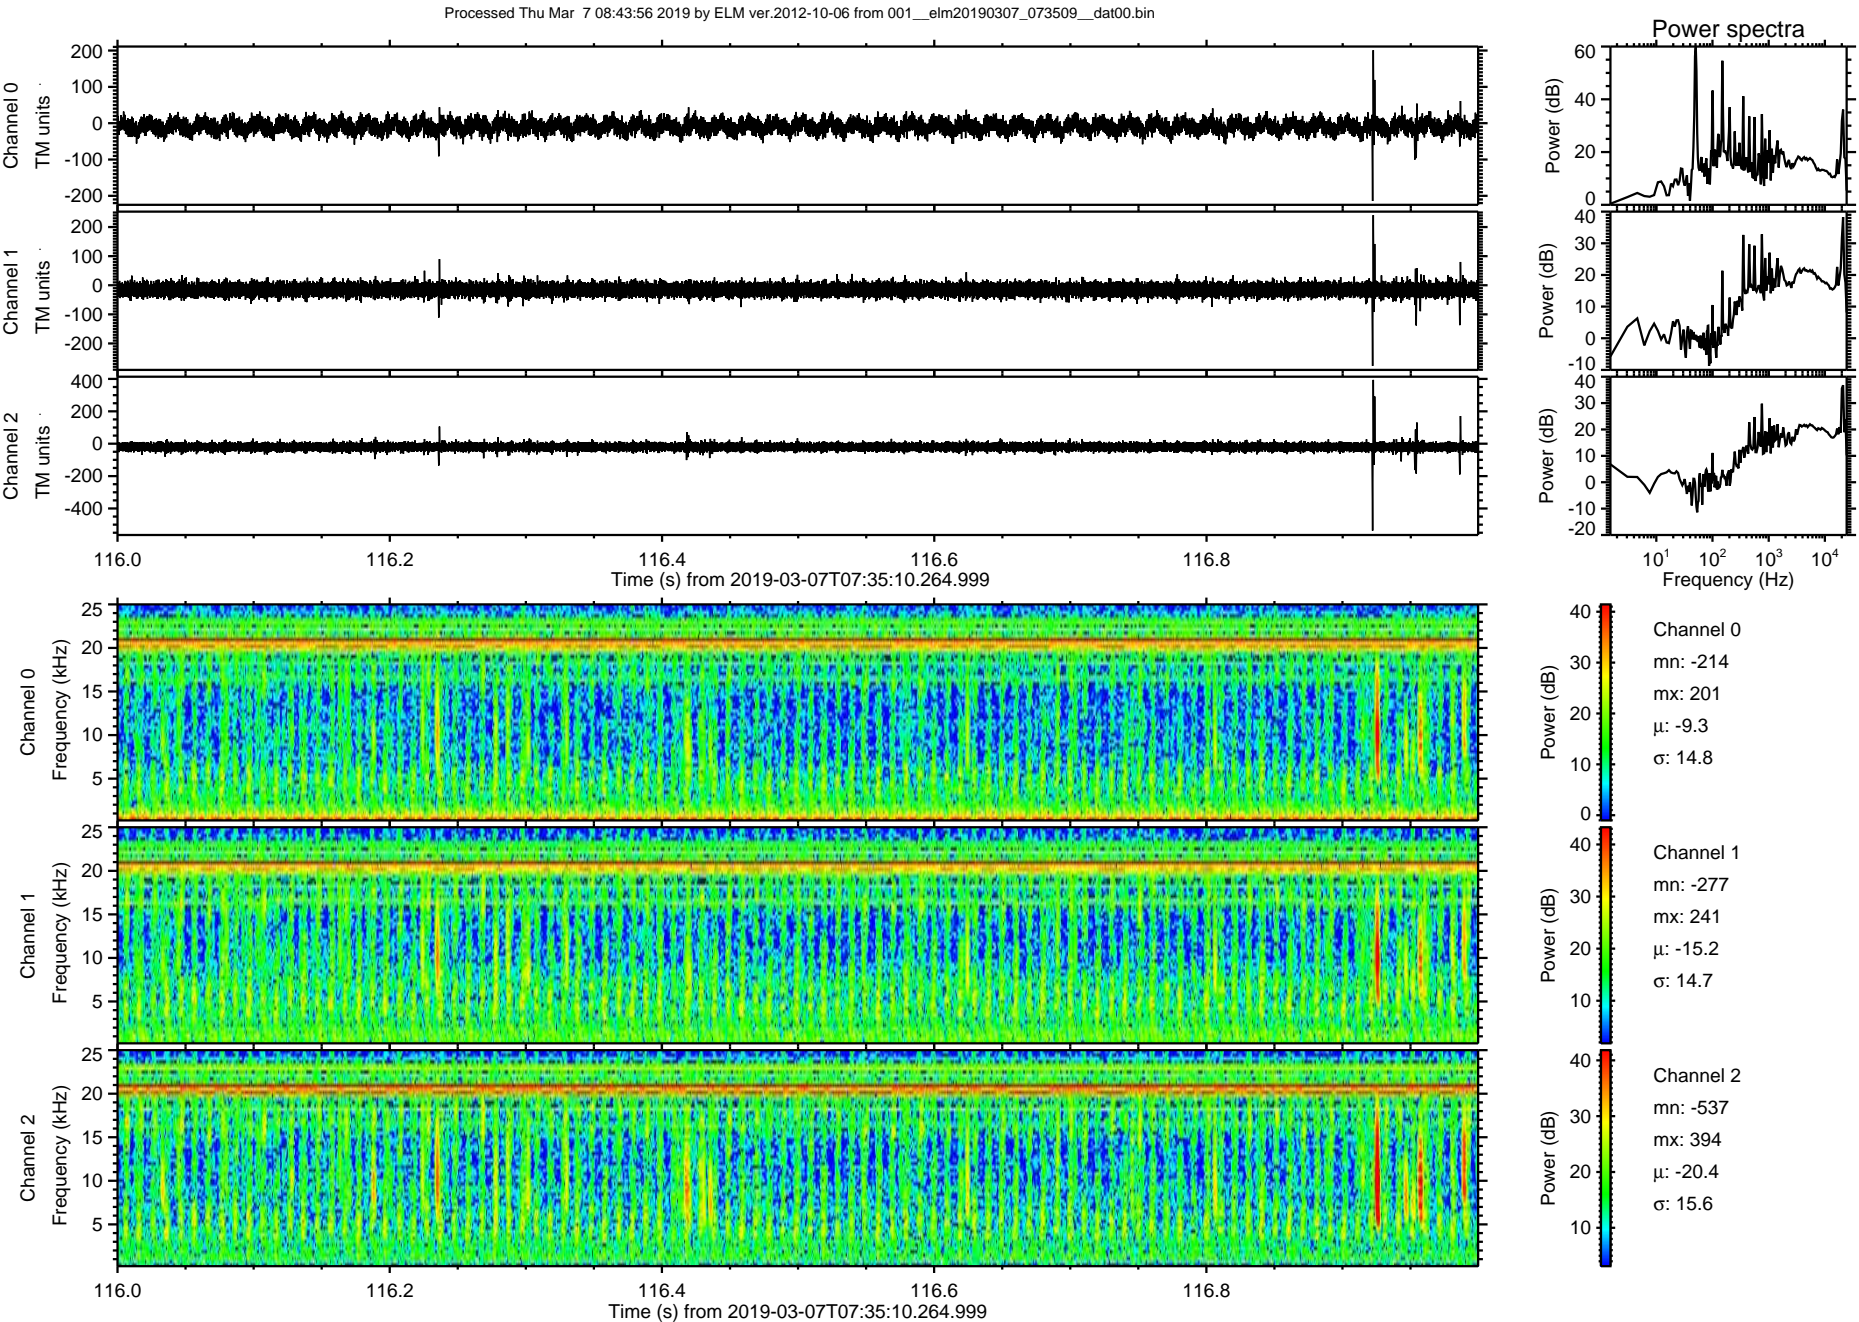 Processed Thu Mar  7 08:43:56 2019 by ELM ver.2012-10-06 from 001__elm20190307_073509__dat00.bin
Power spectra
Channel 0
TM units
200
100
0
-100
-200
Power (dB)
60
40
20
0
Channel 1
TM units
200
100
0
-100
-200
Power (dB)
40
30
20
10
0
-10
Channel 2
TM units
400
200
0
-200
-400
Power (dB)
40
30
20
10
0
-10
-20
116.0 116.2 116.4 116.6 116.8
Time (s) from 2019-03-07T07:35:10.264.999
10¹ 10² 10³ 10⁴
Frequency (Hz)
Channel 0
Frequency (kHz)
25
20
15
10
5
Power (dB)
40
30
20
10
0
Channel 0
mn: -214
mx: 201
μ: -9.3
σ: 14.8
Channel 1
Frequency (kHz)
25
20
15
10
5
Power (dB)
40
30
20
10
Channel 1
mn: -277
mx: 241
μ: -15.2
σ: 14.7
Channel 2
Frequency (kHz)
25
20
15
10
5
Power (dB)
40
30
20
10
Channel 2
mn: -537
mx: 394
μ: -20.4
σ: 15.6
116.0 116.2 116.4 116.6 116.8
Time (s) from 2019-03-07T07:35:10.264.999